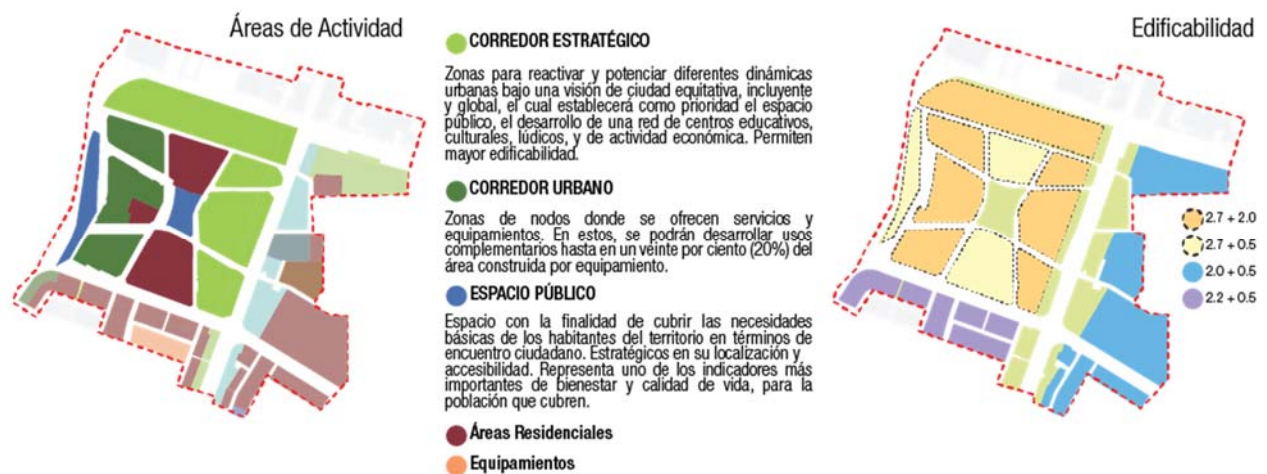 Áreas de Actividad
CORREDOR ESTRATÉGICO
Zonas para reactivar y potenciar diferentes dinámicas
urbanas bajo una visión de ciudad equitativa, incluyente
y global, el cual establecerá como prioridad el espacio
público, el desarrollo de una red de centros educativos,
culturales, lúdicos, y de actividad económica. Permiten
mayor edificabilidad.
CORREDOR URBANO
Zonas de nodos donde se ofrecen servicios y
equipamientos. En estos, se podrán desarrollar usos
complementarios hasta en un veinte por ciento (20%) del
área construida por equipamiento.
ESPACIO PÚBLICO
Espacio con la finalidad de cubrir las necesidades
básicas de los habitantes del territorio en términos de
encuentro ciudadano. Estratégicos en su localización y
accesibilidad. Representa uno de los indicadores más
importantes de bienestar y calidad de vida, para la
población que cubren.
Áreas Residenciales
Equipamientos
Edificabilidad
2.7 + 2.0
2.7 + 0.5
2.0 + 0.5
2.2 + 0.5